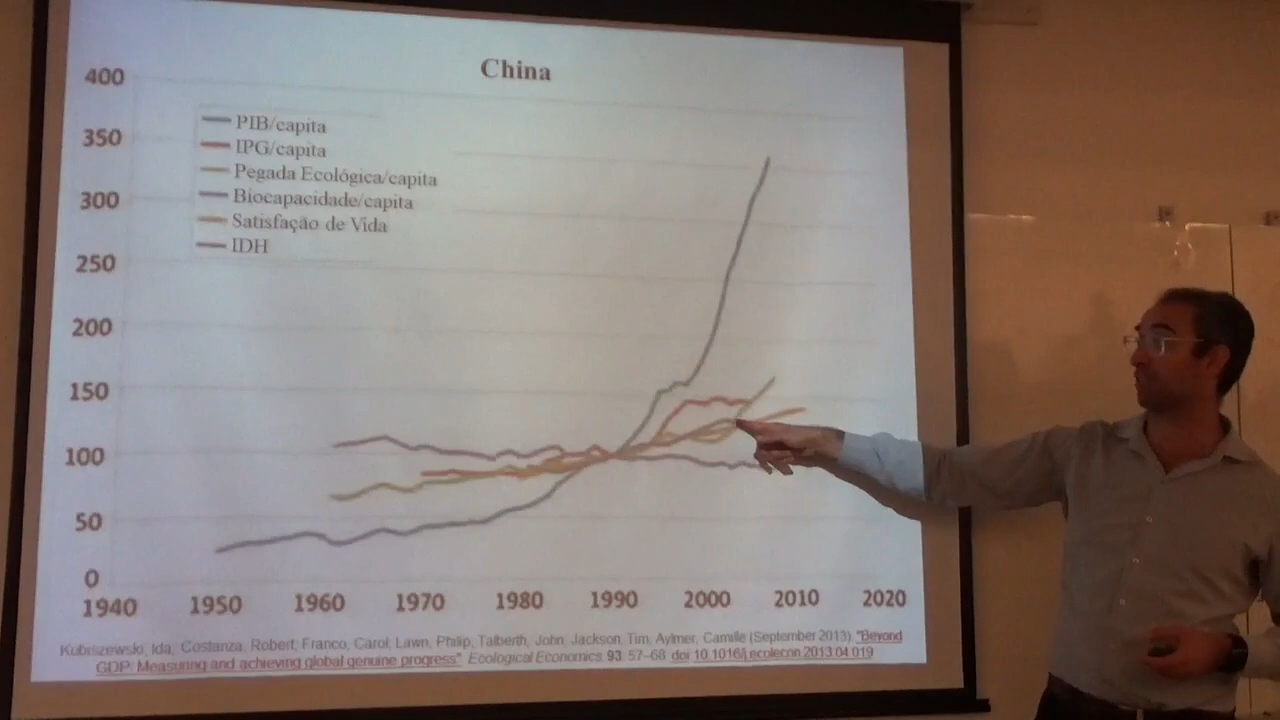 China
400
350
300
250
200
150
100
50
0
PIB/capita
IPG/capita
Pegada Ecológica/capita
Biocapacidade/capita
Satisfação de Vida
IDH
1940 1950 1960 1970 1980 1990 2000 2010 2020
Kubiszewski, Ida; Costanza, Robert; Franco, Carol; Lawn, Philip; Talberth, John; Jackson, Tim; Aylmer, Camille (September 2013). "Beyond
GDP: Measuring and achieving global genuine progress". Ecological Economics. 93: 57–68. doi:10.1016/j.ecolecon.2013.04.019